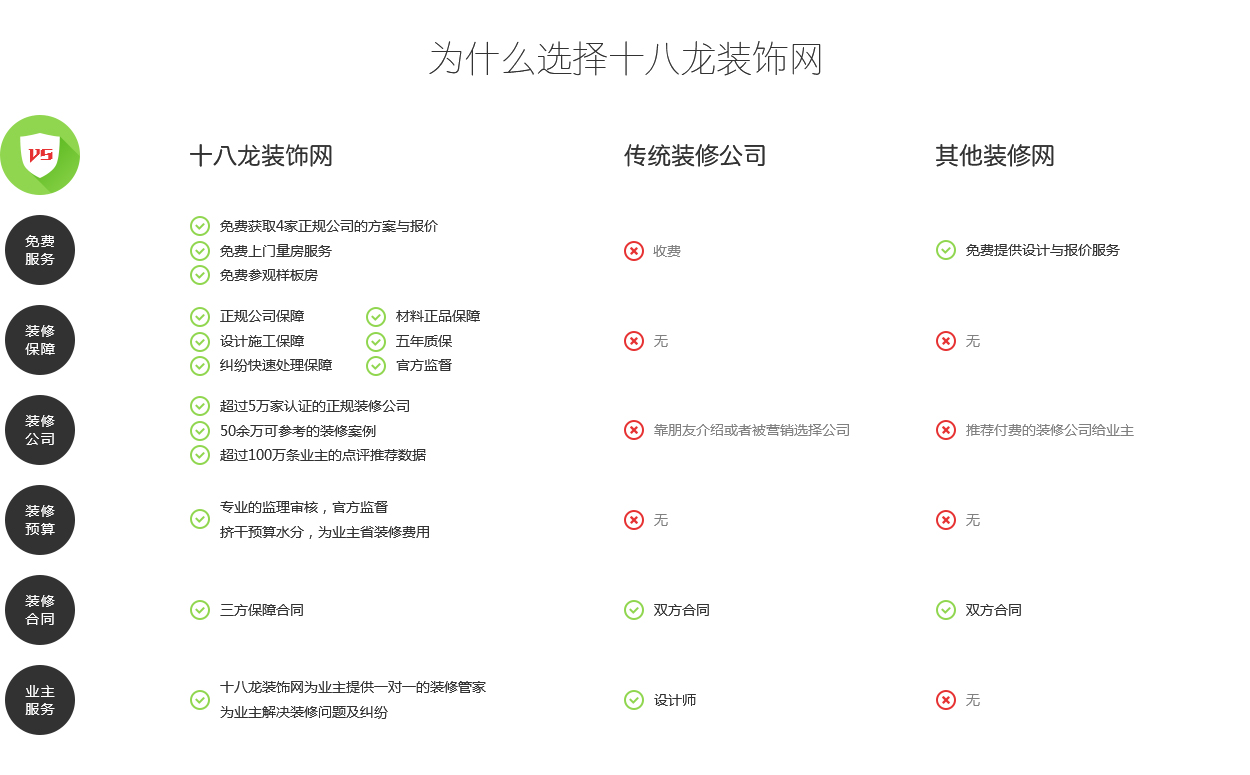 为什么选择十八龙装饰网
VS
十八龙装饰网
传统装修公司
其他装修网
免费
服务
免费获取4家正规公司的方案与报价
免费上门量房服务
免费参观样板房
收费
免费提供设计与报价服务
装修
保障
正规公司保障
材料正品保障
设计施工保障
五年质保
纠纷快速处理保障
官方监督
无
无
装修
公司
超过5万家认证的正规装修公司
50余万可参考的装修案例
超过100万条业主的点评推荐数据
靠朋友介绍或者被营销选择公司
推荐付费的装修公司给业主
装修
预算
专业的监理审核，官方监督
挤干预算水分，为业主省装修费用
无
无
装修
合同
三方保障合同
双方合同
双方合同
业主
服务
十八龙装饰网为业主提供一对一的装修管家
为业主解决装修问题及纠纷
设计师
无